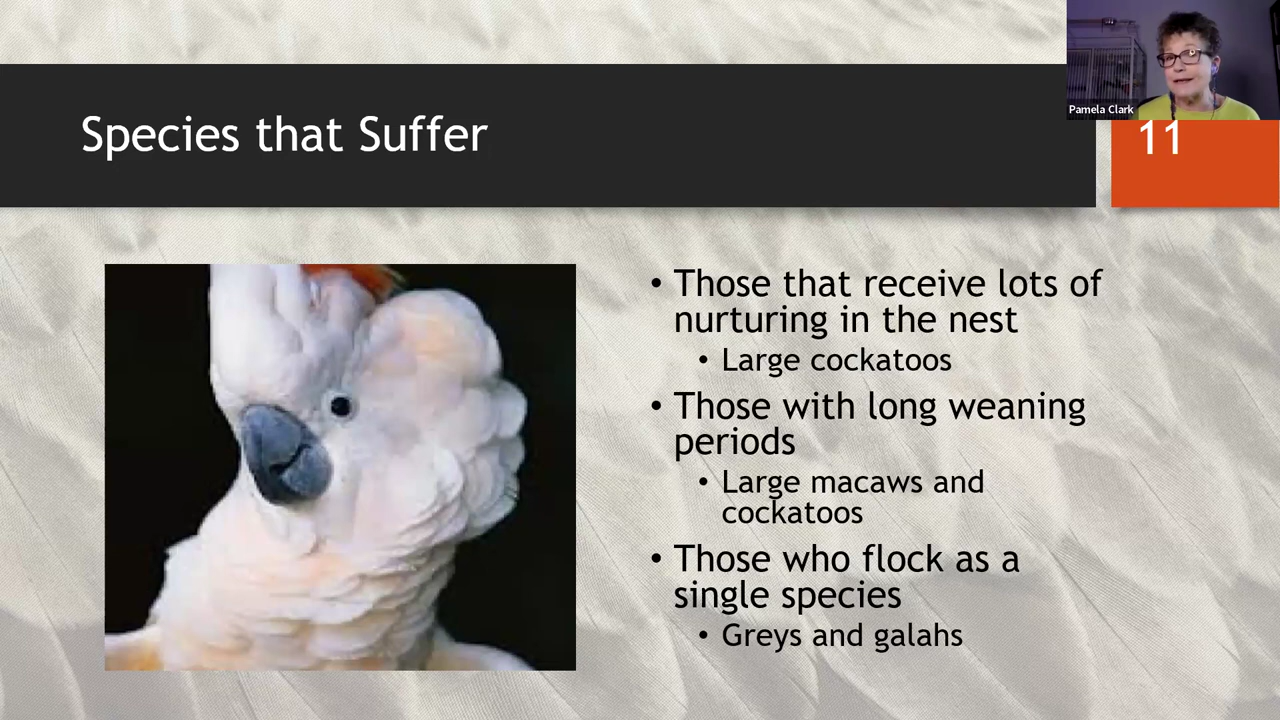 Pamela Clark
Species that Suffer
11
• Those that receive lots of
nurturing in the nest
• Large cockatoos
• Those with long weaning
periods
• Large macaws and
cockatoos
• Those who flock as a
single species
• Greys and galahs